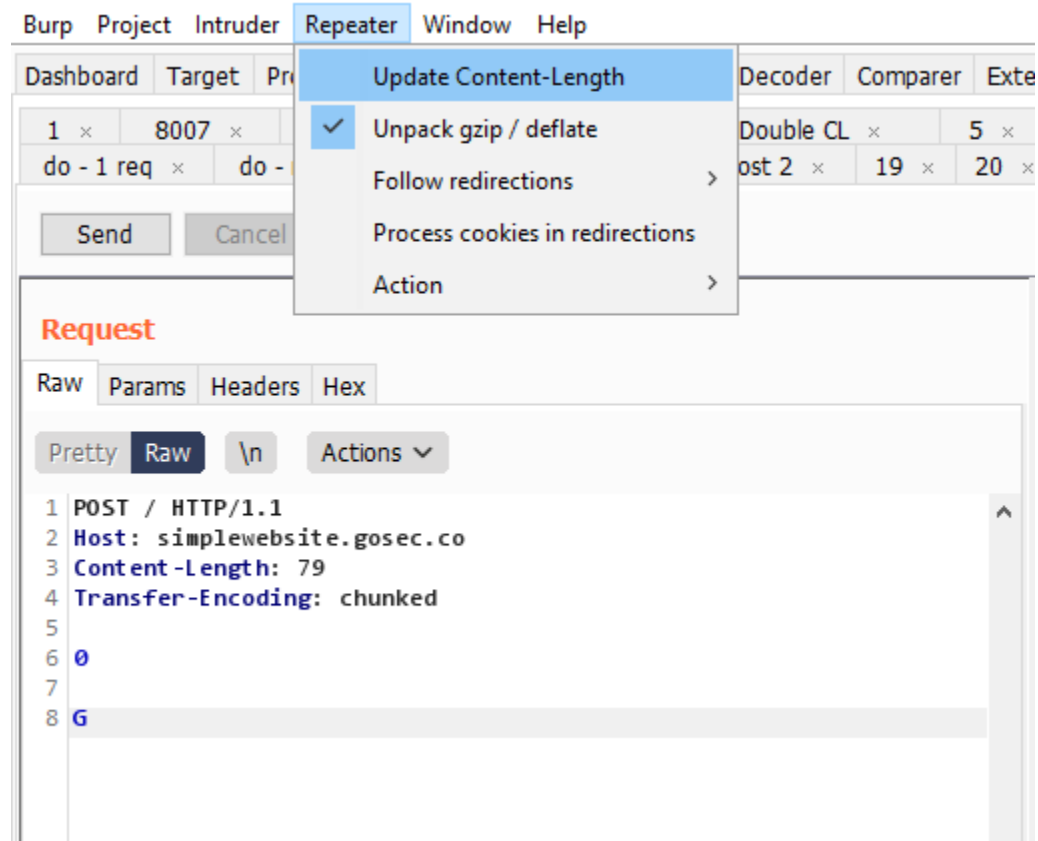 Burp Project Intruder Repeater Window Help
Dashboard Target Decoder Comparer
Update Content-Length
1 × 8007 × Double CL × 5 ×
Unpack gzip / deflate
do - 1 req × do - 2 × 19 × 20 ×
Follow redirections >
Send Cancel
Process cookies in redirections
Action >
Request
Raw Params Headers Hex
Pretty Raw \n Actions
1 POST / HTTP/1.1
2 Host: simplewebsite.gosec.co
3 Content-Length: 79
4 Transfer-Encoding: chunked
5
6 0
7
8 G